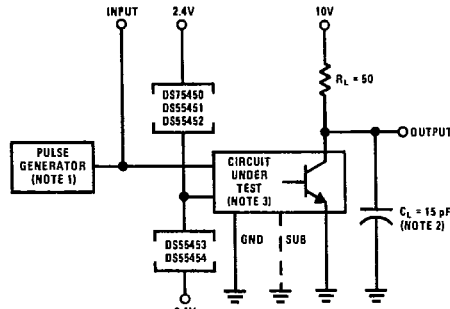 INPUT
2.4V
10V
DS75450
DS55451
DS55452
RL = 50
OUTPUT
PULSE
GENERATOR
(NOTE 1)
CIRCUIT
UNDER
TEST
(NOTE 3)
CL = 15 pF
(NOTE 2)
DS55453
DS55454
GND
SUB